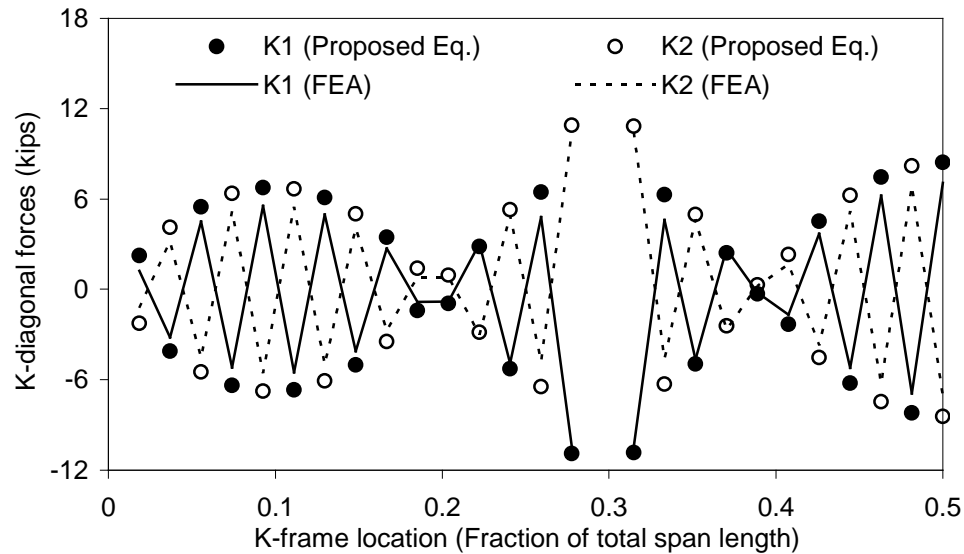 18
12
6
0
-6
-12
K-diagonal forces (kips)
K1 (Proposed Eq.) K2 (Proposed Eq.)
K1 (FEA) K2 (FEA)
0 0.1 0.2 0.3 0.4 0.5
K-frame location (Fraction of total span length)